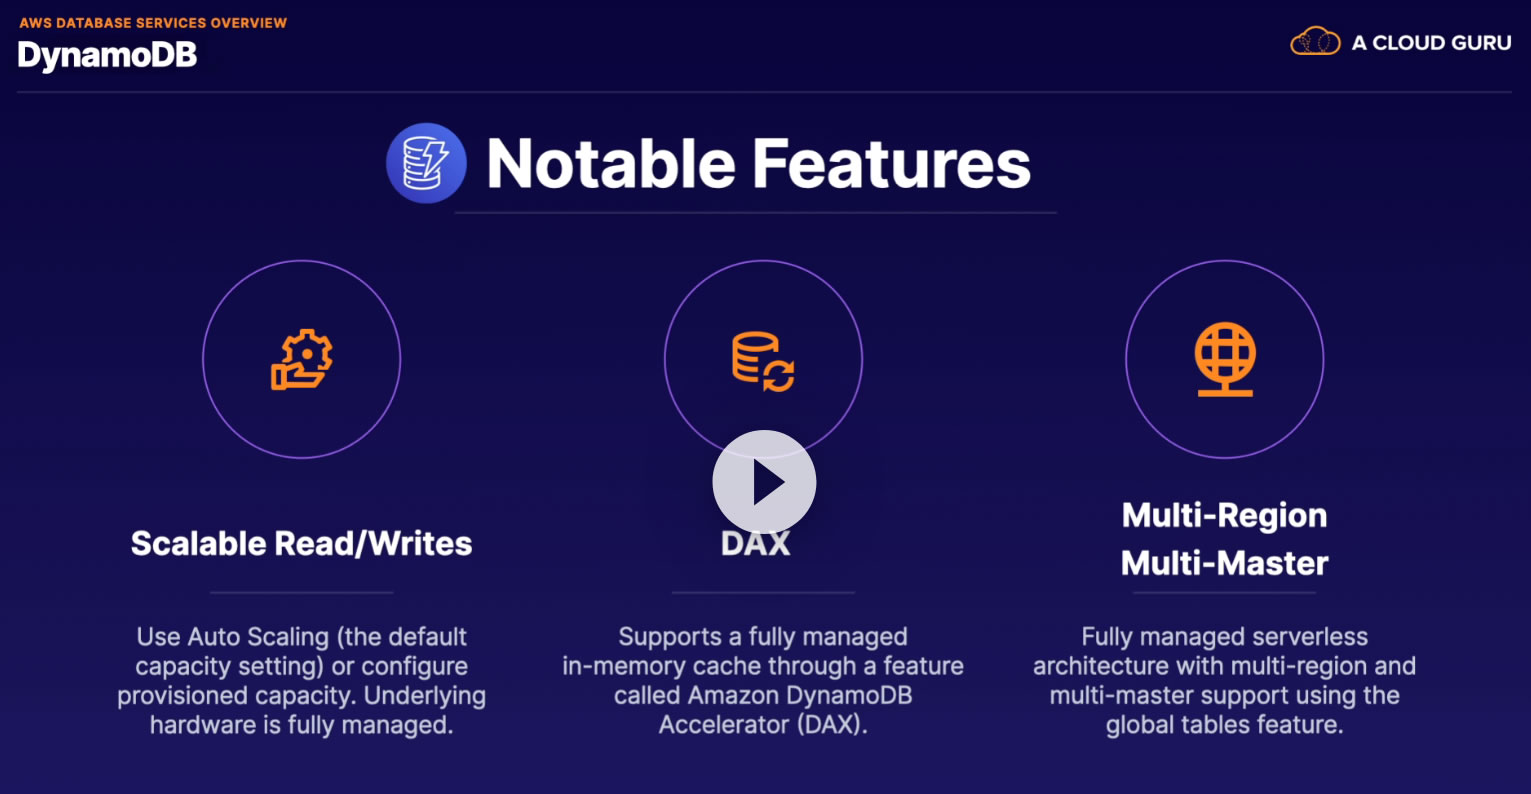 AWS DATABASE SERVICES OVERVIEW
DynamoDB
A CLOUD GURU
Notable Features
Scalable Read/Writes
Use Auto Scaling (the default
capacity setting) or configure
provisioned capacity. Underlying
hardware is fully managed.
DAX
Supports a fully managed
in-memory cache through a feature
called Amazon DynamoDB
Accelerator (DAX).
Multi-Region
Multi-Master
Fully managed serverless
architecture with multi-region and
multi-master support using the
global tables feature.